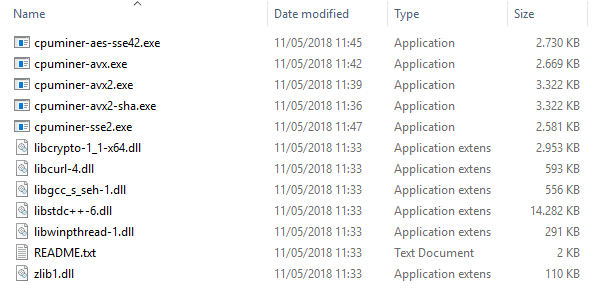 Name Date modified Type Size
cpuminer-aes-sse42.exe 11/05/2018 11:45 Application 2.730 KB
cpuminer-avx.exe 11/05/2018 11:42 Application 2.669 KB
cpuminer-avx2.exe 11/05/2018 11:39 Application 3.322 KB
cpuminer-avx2-sha.exe 11/05/2018 11:36 Application 3.322 KB
cpuminer-sse2.exe 11/05/2018 11:47 Application 2.581 KB
libcrypto-1_1-x64.dll 11/05/2018 11:33 Application extens 2.953 KB
libcurl-4.dll 11/05/2018 11:33 Application extens 593 KB
libgcc_s_seh-1.dll 11/05/2018 11:33 Application extens 556 KB
libstdc++-6.dll 11/05/2018 11:33 Application extens 14.282 KB
libwinpthread-1.dll 11/05/2018 11:33 Application extens 291 KB
README.txt 11/05/2018 11:33 Text Document 2 KB
zlib1.dll 11/05/2018 11:33 Application extens 110 KB